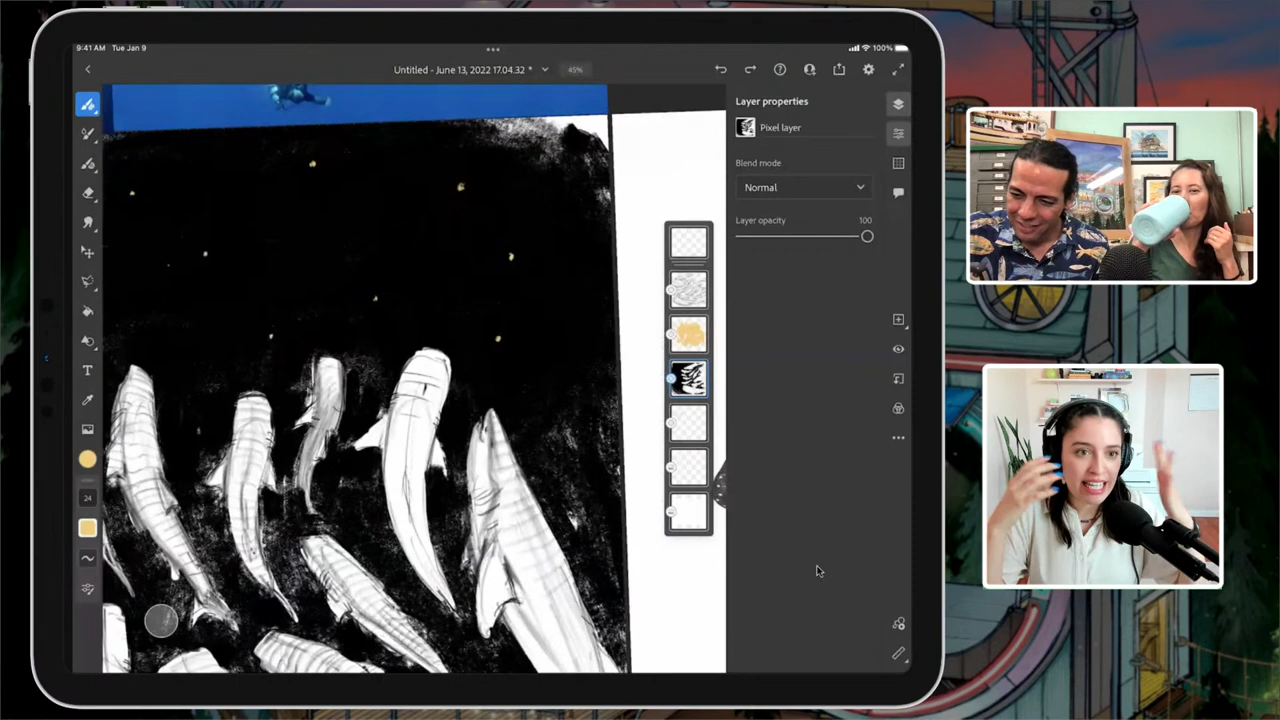 9:41 AM Tue Jan 9
100%
Untitled - June 13, 2022 17.04.32 *
45%
Layer properties
Pixel layer
Blend mode
Normal
Layer opacity 100
T
24